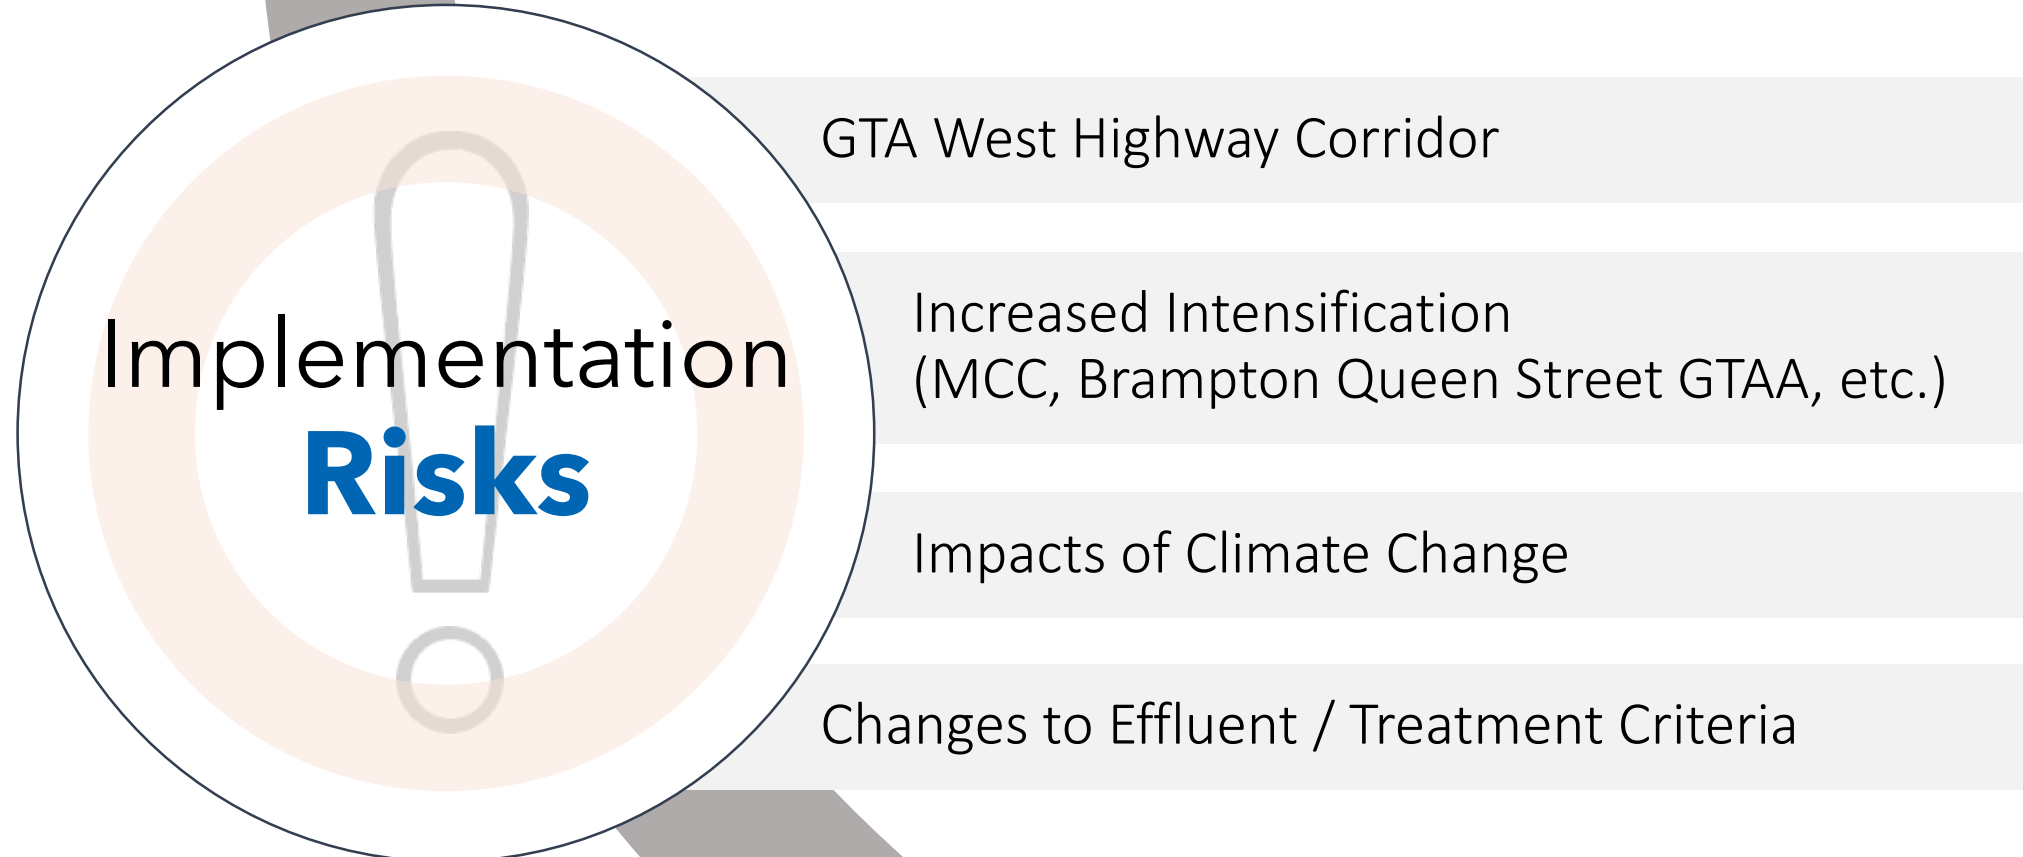 Implementation
Risks
GTA West Highway Corridor
Increased Intensification
(MCC, Brampton Queen Street GTAA, etc.)
Impacts of Climate Change
Changes to Effluent / Treatment Criteria